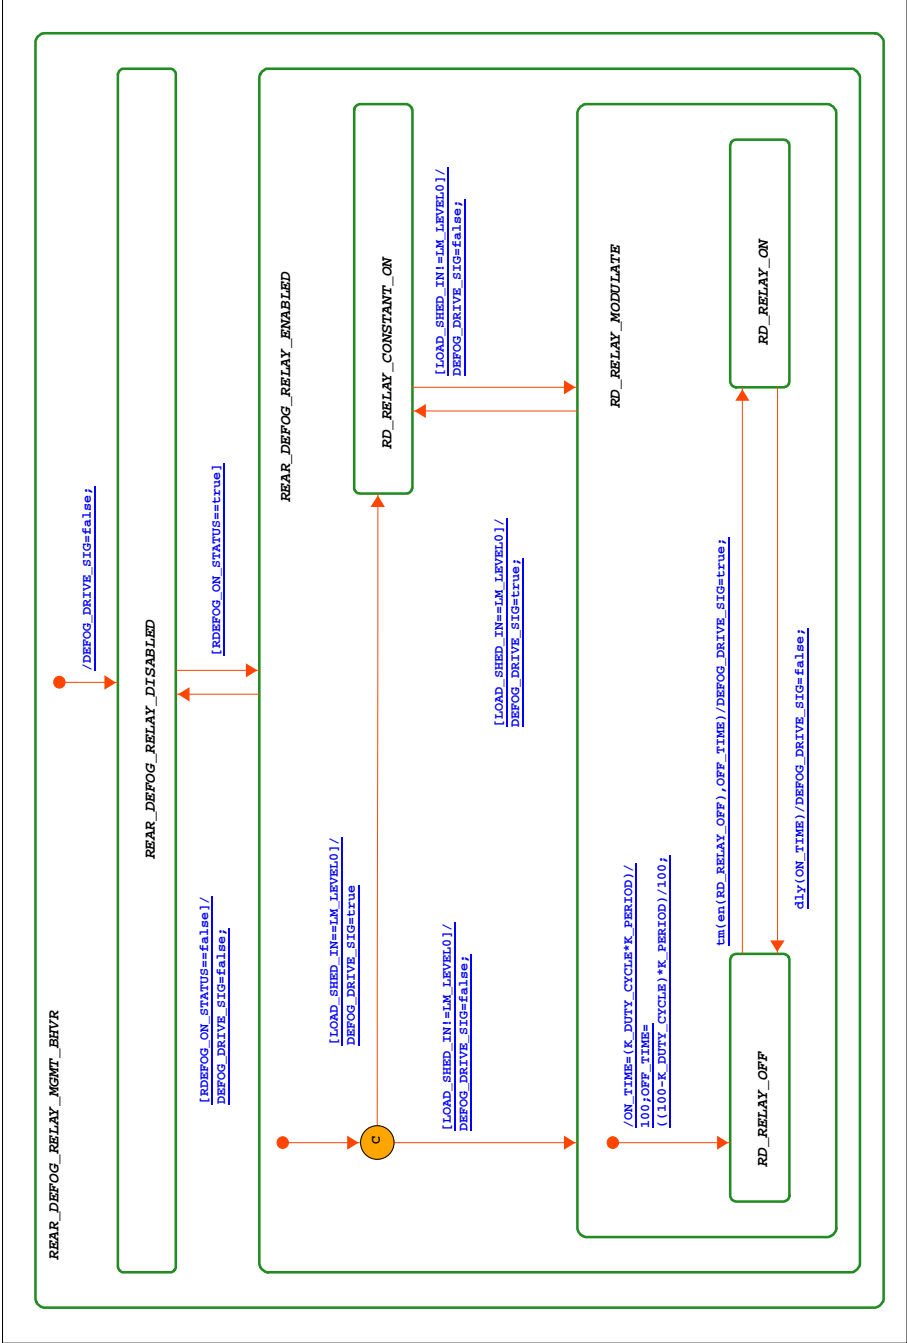 REAR_DEFOG_RELAY_MGMT_BHVR
/DEFOG_DRIVE_SIG=false;
REAR_DEFOG_RELAY_DISABLED
[RDEFOG_ON_STATUS==false]/
DEFOG_DRIVE_SIG=false;
[RDEFOG_ON_STATUS==true]
REAR_DEFOG_RELAY_ENABLED
C
[LOAD_SHED_IN==LM_LEVEL0]/
DEFOG_DRIVE_SIG=true
RD_RELAY_CONSTANT_ON
[LOAD_SHED_IN!=LM_LEVEL0]/
DEFOG_DRIVE_SIG=false;
[LOAD_SHED_IN!=LM_LEVEL0]/
DEFOG_DRIVE_SIG=false;
[LOAD_SHED_IN==LM_LEVEL0]/
DEFOG_DRIVE_SIG=true;
RD_RELAY_MODULATE
/ON_TIME=(K_DUTY_CYCLE*K_PERIOD)/
100;OFF_TIME=
((100-K_DUTY_CYCLE)*K_PERIOD)/100;
tm(en(RD_RELAY_OFF),OFF_TIME)/DEFOG_DRIVE_SIG=true;
RD_RELAY_OFF
RD_RELAY_ON
dly(ON_TIME)/DEFOG_DRIVE_SIG=false;